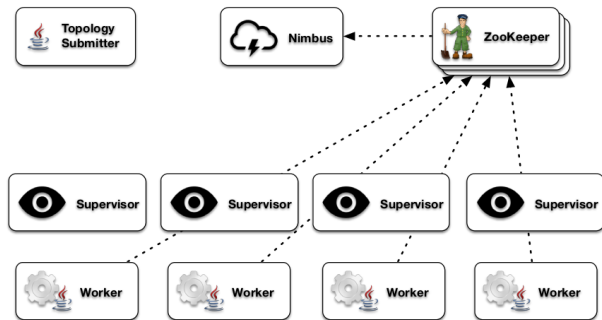 Topology
Submitter
Nimbus
ZooKeeper
Supervisor
Supervisor
Supervisor
Supervisor
Worker
Worker
Worker
Worker